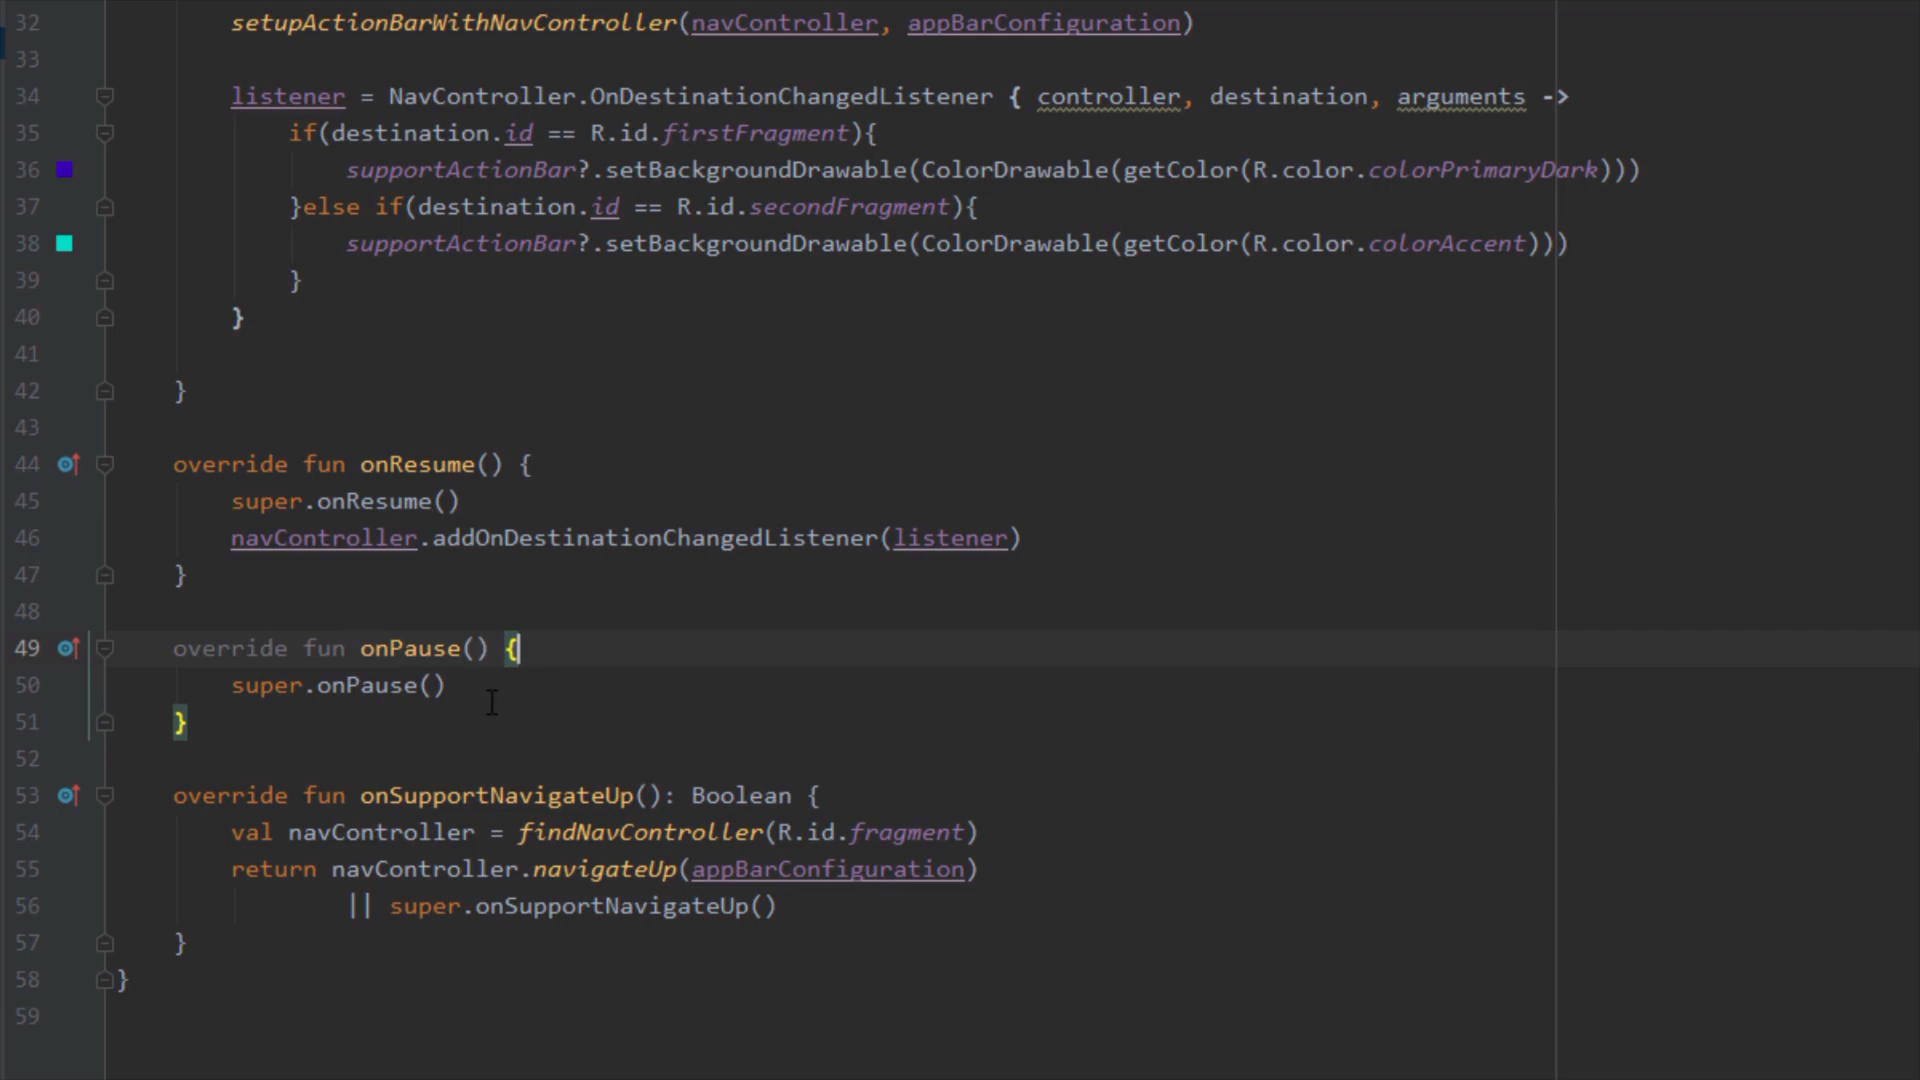 32 setupActionBarWithNavController(navController, appBarConfiguration)
33
34 listener = NavController.OnDestinationChangedListener { controller, destination, arguments ->
35 if(destination.id == R.id.firstFragment){
36 supportActionBar?.setBackgroundDrawable(ColorDrawable(getColor(R.color.colorPrimaryDark)))
37 }else if(destination.id == R.id.secondFragment){
38 supportActionBar?.setBackgroundDrawable(ColorDrawable(getColor(R.color.colorAccent)))
39 }
40 }
41
42 }
43
44 override fun onResume() {
45 super.onResume()
46 navController.addOnDestinationChangedListener(listener)
47 }
48
49 override fun onPause() {
50 super.onPause()
51 }
52
53 override fun onSupportNavigateUp(): Boolean {
54 val navController = findNavController(R.id.fragment)
55 return navController.navigateUp(appBarConfiguration)
56 || super.onSupportNavigateUp()
57 }
58 }
59